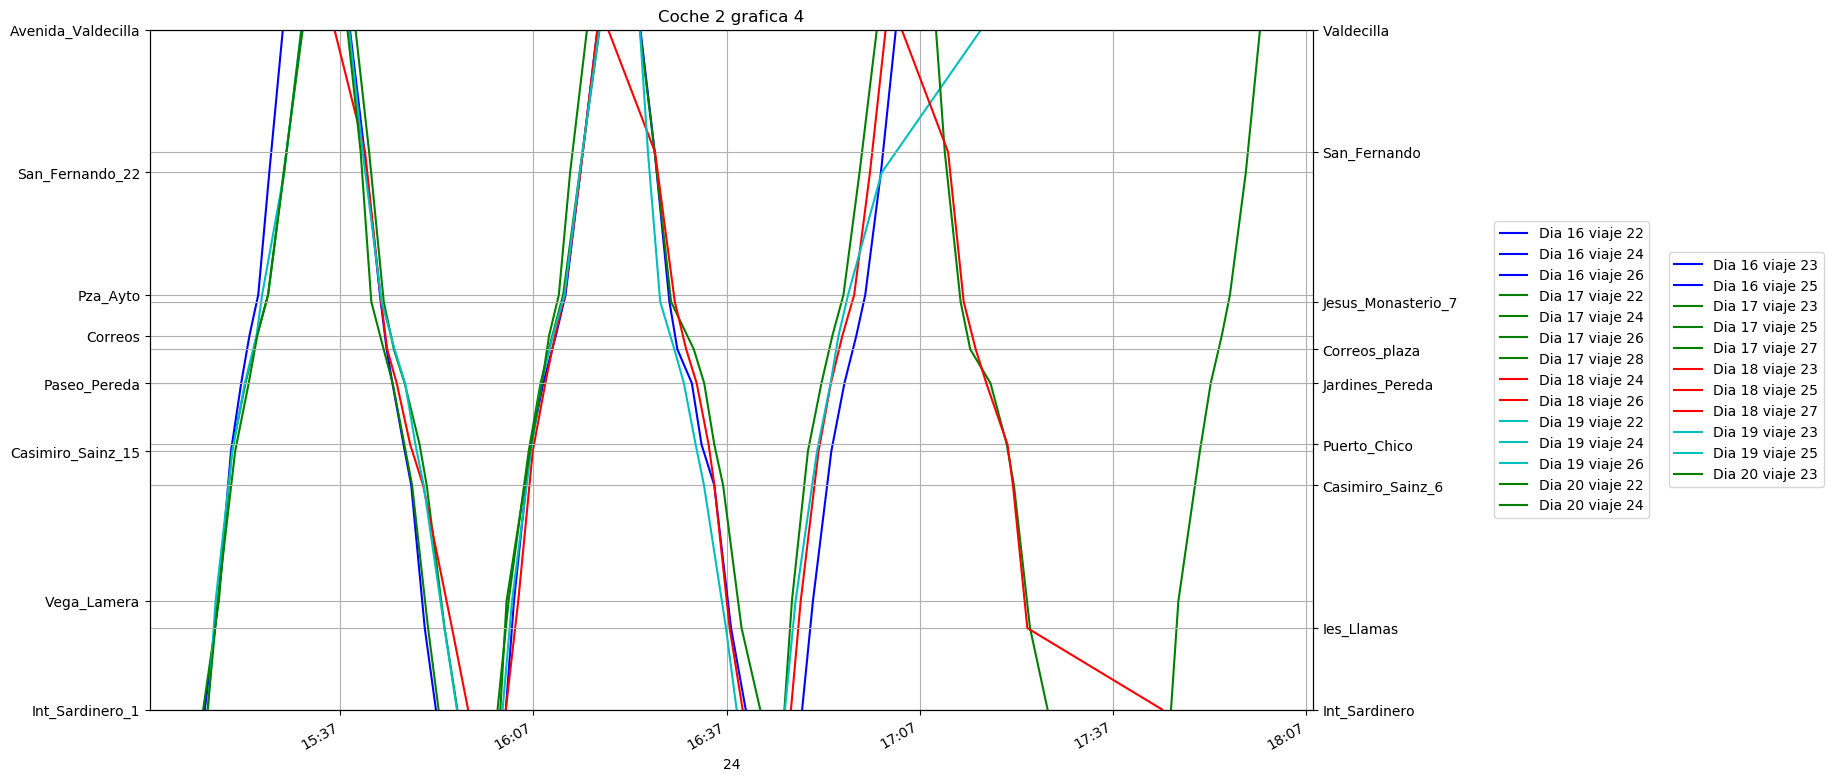 Coche 2 grafica 4
Avenida_Valdecilla
San_Fernando_22
Pza_Ayto
Correos
Paseo_Pereda
Casimiro_Sainz_15
Vega_Lamera
Int_Sardinero_1
Valdecilla
San_Fernando
Jesus_Monasterio_7
Correos_plaza
Jardines_Pereda
Puerto_Chico
Casimiro_Sainz_6
Ies_Llamas
Int_Sardinero
15:37
16:07
16:37
17:07
17:37
18:07
24
Dia 16 viaje 22
Dia 16 viaje 24
Dia 16 viaje 26
Dia 17 viaje 22
Dia 17 viaje 24
Dia 17 viaje 26
Dia 17 viaje 28
Dia 18 viaje 24
Dia 18 viaje 26
Dia 19 viaje 22
Dia 19 viaje 24
Dia 19 viaje 26
Dia 20 viaje 22
Dia 20 viaje 24
Dia 16 viaje 23
Dia 16 viaje 25
Dia 17 viaje 23
Dia 17 viaje 25
Dia 17 viaje 27
Dia 18 viaje 23
Dia 18 viaje 25
Dia 18 viaje 27
Dia 19 viaje 23
Dia 19 viaje 25
Dia 20 viaje 23